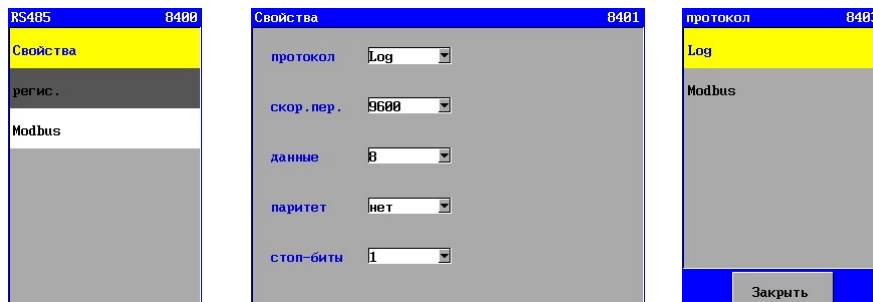 RS485 8400
Свойства
регис.
Modbus
Свойства 8401
протокол Log
скор.пер. 9600
данные 8
паритет нет
стоп-биты 1
протокол 8403
Log
Modbus
Закрыть